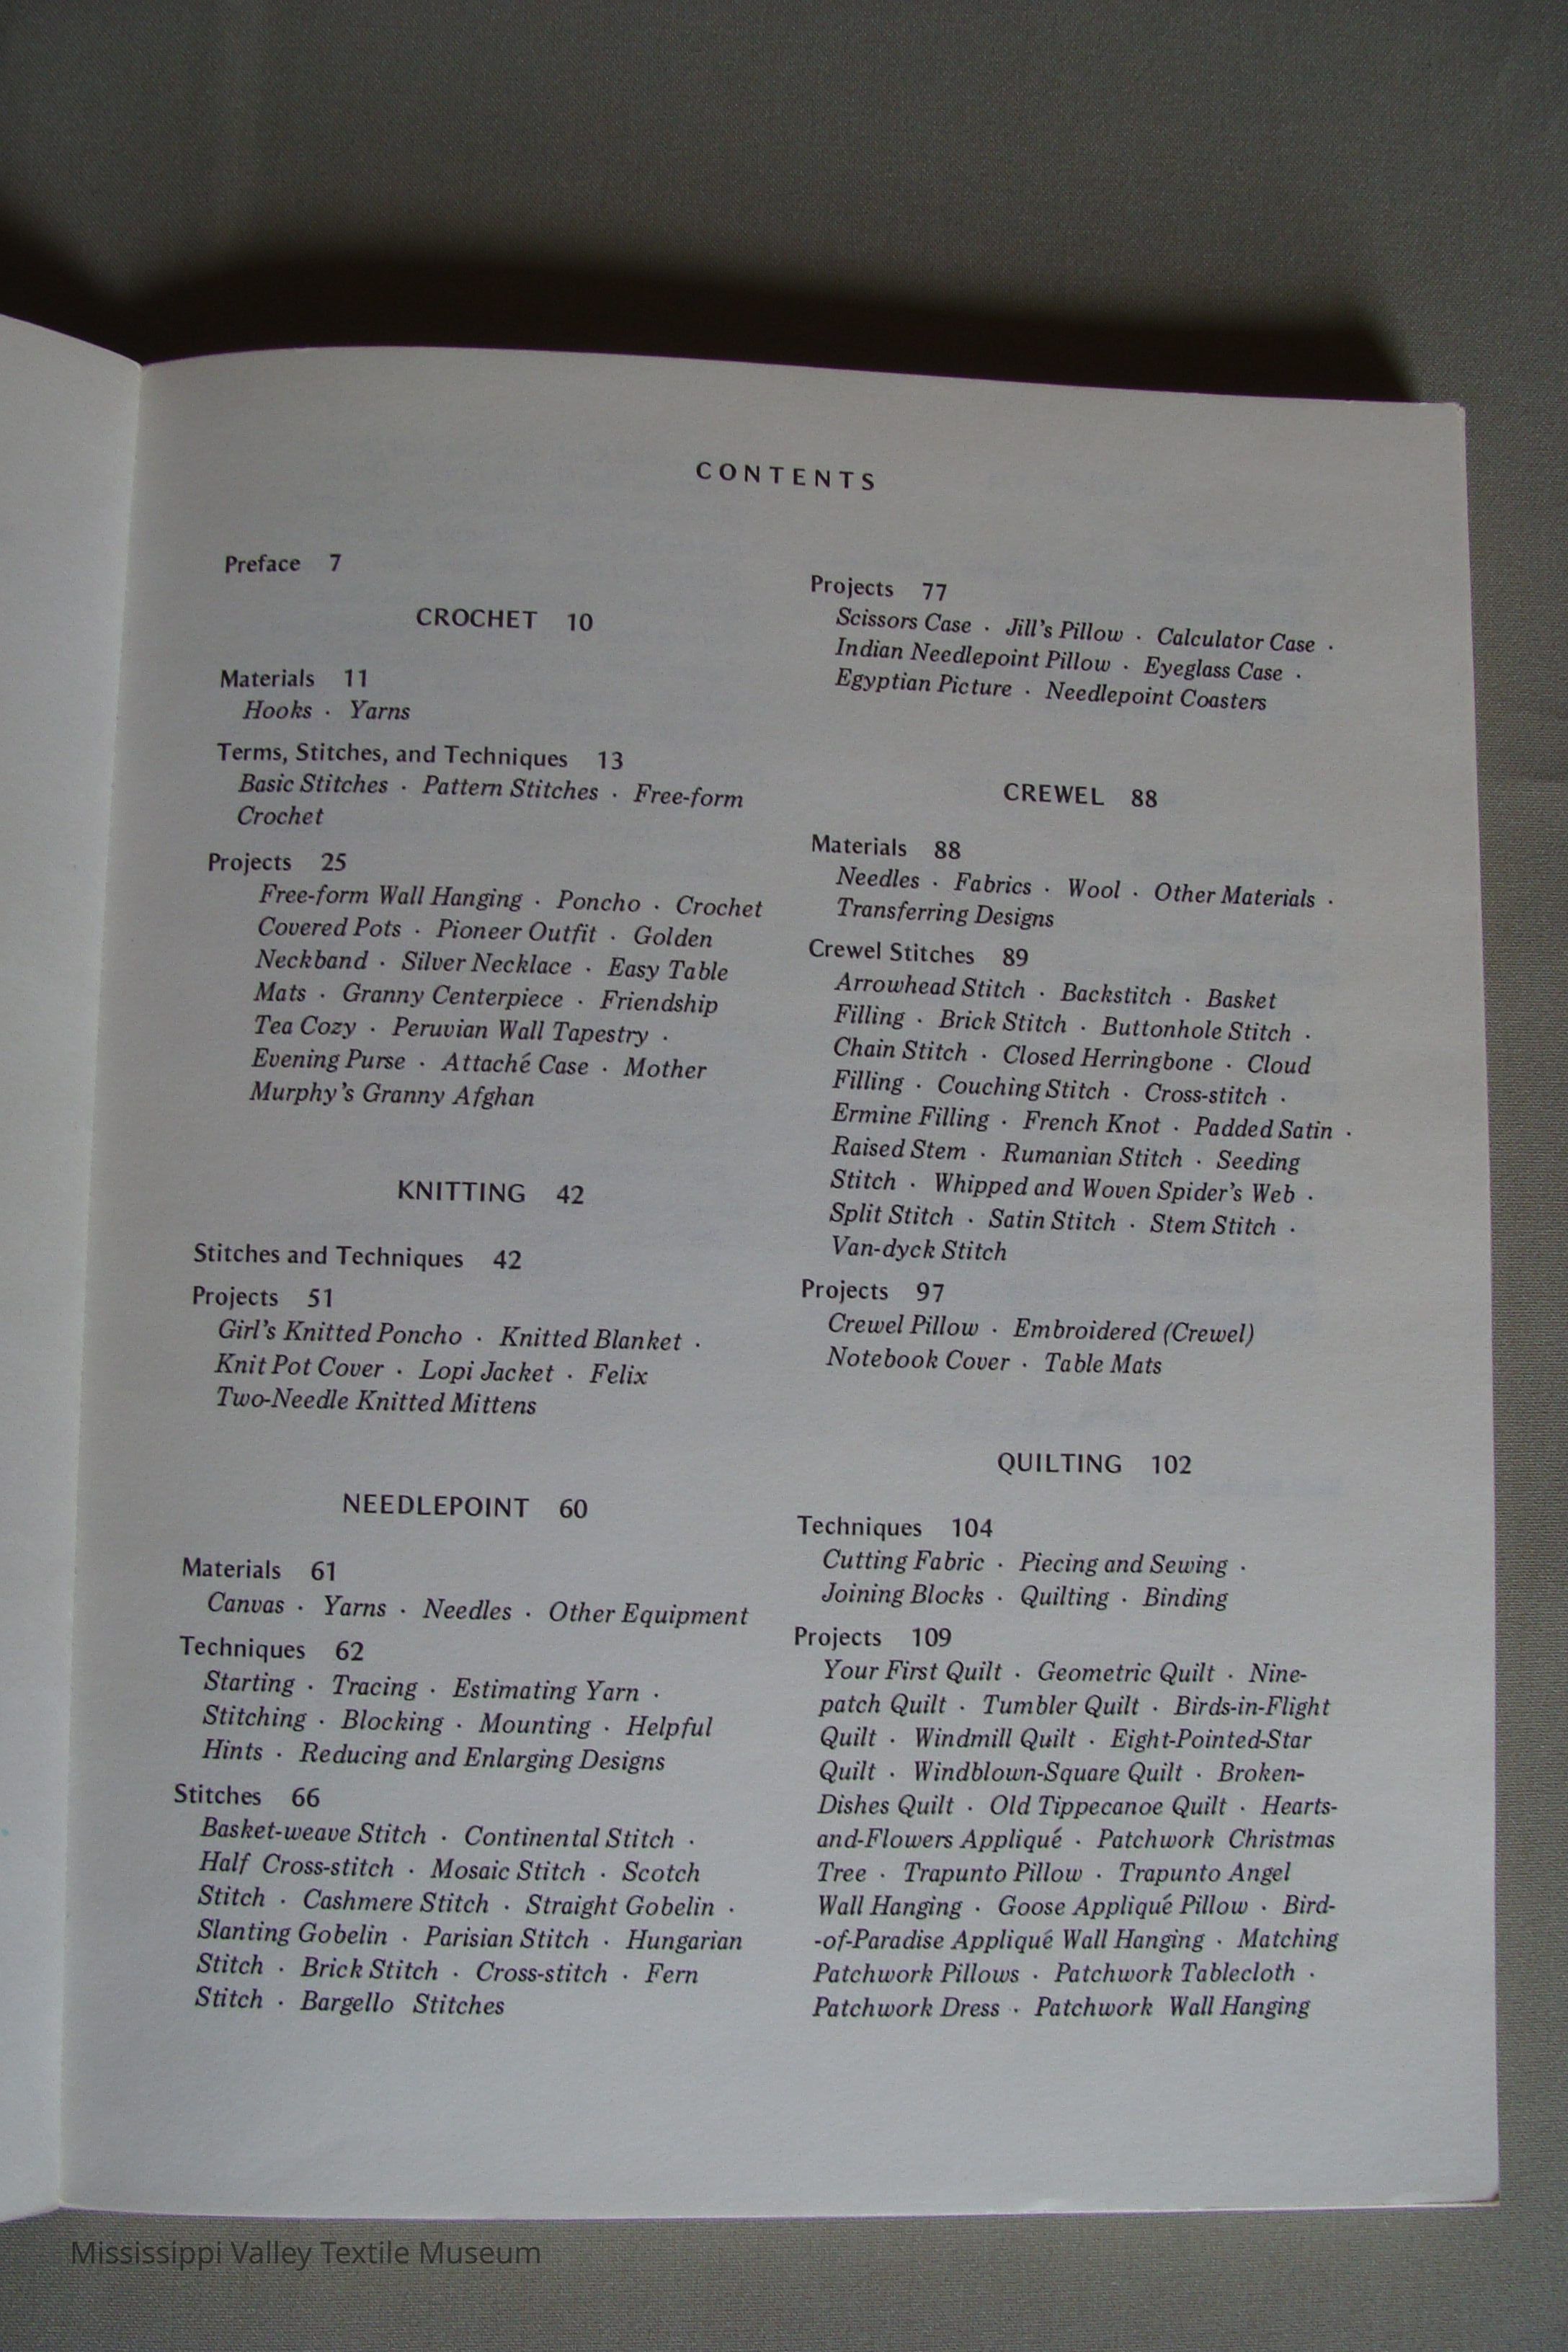 CONTENTS
Preface 7
CROCHET 10
Materials 11
Hooks · Yarns
Terms, Stitches, and Techniques 13
Basic Stitches · Pattern Stitches · Free-form
Crochet
Projects 25
Free-form Wall Hanging · Poncho · Crochet
Covered Pots · Pioneer Outfit · Golden
Neckband · Silver Necklace · Easy Table
Mats · Granny Centerpiece · Friendship
Tea Cozy · Peruvian Wall Tapestry ·
Evening Purse · Attaché Case · Mother
Murphy's Granny Afghan
KNITTING 42
Stitches and Techniques 42
Projects 51
Girl's Knitted Poncho · Knitted Blanket ·
Knit Pot Cover · Lopi Jacket · Felix
Two-Needle Knitted Mittens
NEEDLEPOINT 60
Materials 61
Canvas · Yarns · Needles · Other Equipment
Techniques 62
Starting · Tracing · Estimating Yarn ·
Stitching · Blocking · Mounting · Helpful
Hints · Reducing and Enlarging Designs
Stitches 66
Basket-weave Stitch · Continental Stitch ·
Half Cross-stitch · Mosaic Stitch · Scotch
Stitch · Cashmere Stitch · Straight Gobelin ·
Slanting Gobelin · Parisian Stitch · Hungarian
Stitch · Brick Stitch · Cross-stitch · Fern
Stitch · Bargello Stitches
Projects 77
Scissors Case · Jill's Pillow · Calculator Case ·
Indian Needlepoint Pillow · Eyeglass Case ·
Egyptian Picture · Needlepoint Coasters
CREWEL 88
Materials 88
Needles · Fabrics · Wool · Other Materials ·
Transferring Designs
Crewel Stitches 89
Arrowhead Stitch · Backstitch · Basket
Filling · Brick Stitch · Buttonhole Stitch ·
Chain Stitch · Closed Herringbone · Cloud
Filling · Couching Stitch · Cross-stitch ·
Ermine Filling · French Knot · Padded Satin ·
Raised Stem · Rumanian Stitch · Seeding
Stitch · Whipped and Woven Spider's Web ·
Split Stitch · Satin Stitch · Stem Stitch ·
Van-dyck Stitch
Projects 97
Crewel Pillow · Embroidered (Crewel)
Notebook Cover · Table Mats
QUILTING 102
Techniques 104
Cutting Fabric · Piecing and Sewing ·
Joining Blocks · Quilting · Binding
Projects 109
Your First Quilt · Geometric Quilt · Nine-
patch Quilt · Tumbler Quilt · Birds-in-Flight
Quilt · Windmill Quilt · Eight-Pointed-Star
Quilt · Windblown-Square Quilt · Broken-
Dishes Quilt · Old Tippecanoe Quilt · Hearts-
and-Flowers Appliqué · Patchwork Christmas
Tree · Trapunto Pillow · Trapunto Angel
Wall Hanging · Goose Appliqué Pillow · Bird-
-of-Paradise Appliqué Wall Hanging · Matching
Patchwork Pillows · Patchwork Tablecloth ·
Patchwork Dress · Patchwork Wall Hanging
Mississippi Valley Textile Museum